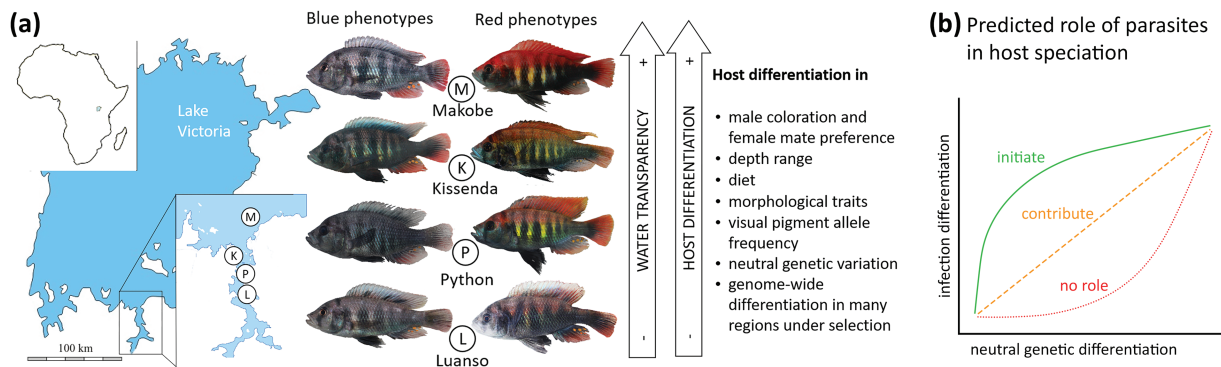 (a)
Lake
Victoria
M
K
P
L
100 km
Blue phenotypes
Red phenotypes
M
Makobe
K
Kissenda
P
Python
L
Luanso
+
WATER TRANSPARENCY
-
+
HOST DIFFERENTIATION
-
Host differentiation in
• male coloration and
female mate preference
• depth range
• diet
• morphological traits
• visual pigment allele
frequency
• neutral genetic variation
• genome-wide
differentiation in many
regions under selection
(b) Predicted role of parasites
in host speciation
infection differentiation
initiate
contribute
no role
neutral genetic differentiation